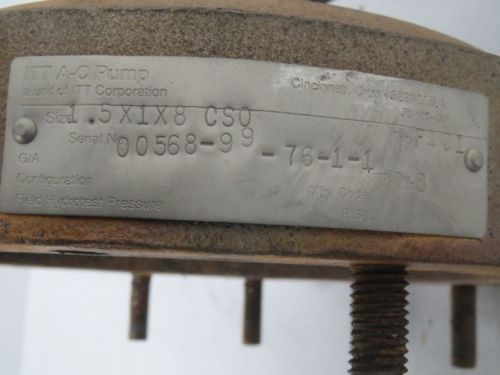 ITT A-C Pump
a unit of ITT Corporation
Cincinnati,
Size 1.5X1X8 CSO
Serial No. 00568-99-76-1-1
G/A
Configuration
Mfg. Code
Field Hydrotest Pressure
P.S.I.